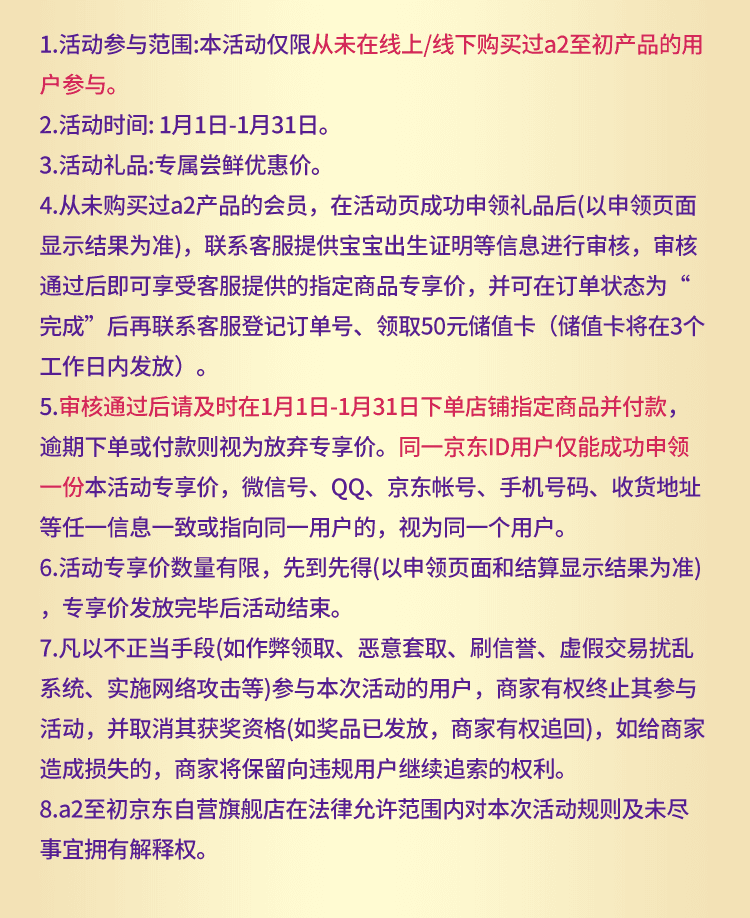 1.活动参与范围:本活动仅限从未在线上/线下购买过a2至初产品的用
户参与。
2.活动时间: 1月1日-1月31日。
3.活动礼品:专属尝鲜优惠价。
4.从未购买过a2产品的会员，在活动页成功申领礼品后(以申领页面
显示结果为准)，联系客服提供宝宝出生证明等信息进行审核，审核
通过后即可享受客服提供的指定商品专享价，并可在订单状态为“
完成”后再联系客服登记订单号、领取50元储值卡（储值卡将在3个
工作日内发放）。
5.审核通过后请及时在1月1日-1月31日下单店铺指定商品并付款，
逾期下单或付款则视为放弃专享价。同一京东ID用户仅能成功申领
一份本活动专享价，微信号、QQ、京东帐号、手机号码、收货地址
等任一信息一致或指向同一用户的，视为同一个用户。
6.活动专享价数量有限，先到先得(以申领页面和结算显示结果为准)
，专享价发放完毕后活动结束。
7.凡以不正当手段(如作弊领取、恶意套取、刷信誉、虚假交易扰乱
系统、实施网络攻击等)参与本次活动的用户，商家有权终止其参与
活动，并取消其获奖资格(如奖品已发放，商家有权追回)，如给商家
造成损失的，商家将保留向违规用户继续追索的权利。
8.a2至初京东自营旗舰店在法律允许范围内对本次活动规则及未尽
事宜拥有解释权。